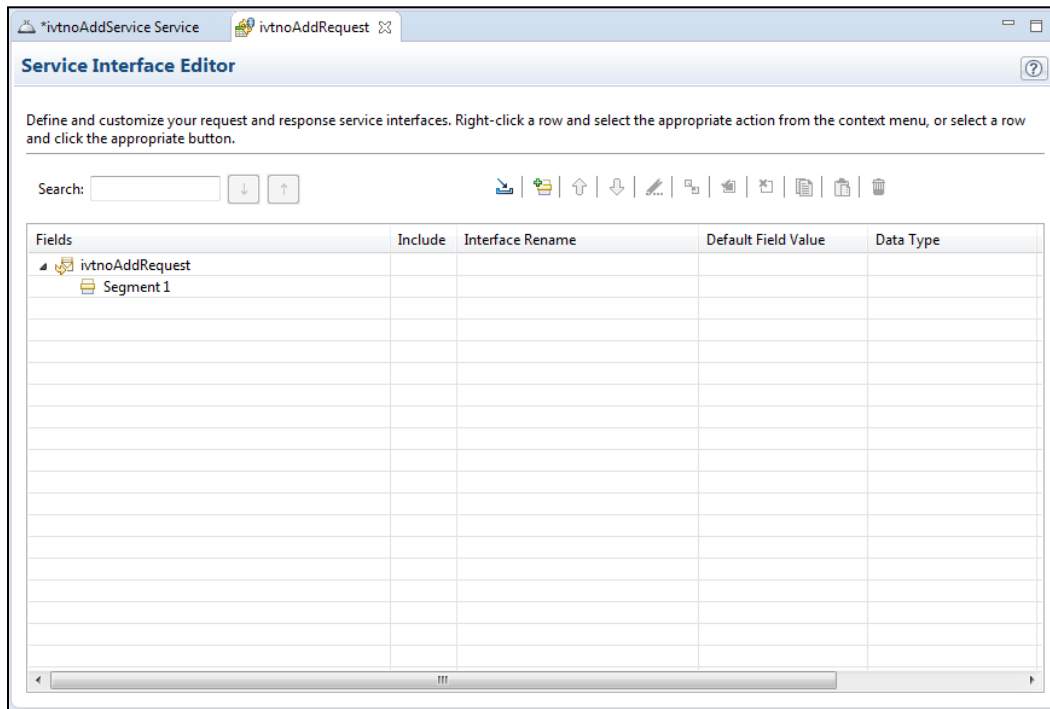 *ivtnoAddService Service ivtnoAddRequest
Service Interface Editor
Define and customize your request and response service interfaces. Right-click a row and select the appropriate action from the context menu, or select a row
and click the appropriate button.
Search:
Fields Include Interface Rename Default Field Value Data Type
ivtnoAddRequest
Segment 1